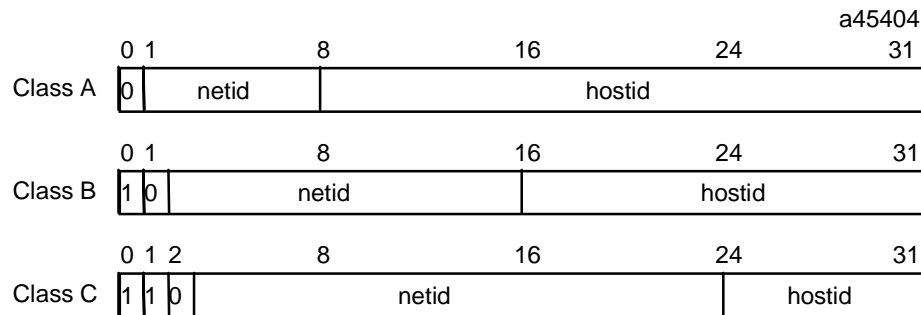 a45404
0 1 8 16 24 31
Class A 0 netid hostid
0 1 8 16 24 31
Class B 1 0 netid hostid
0 1 2 8 16 24 31
Class C 1 1 0 netid hostid